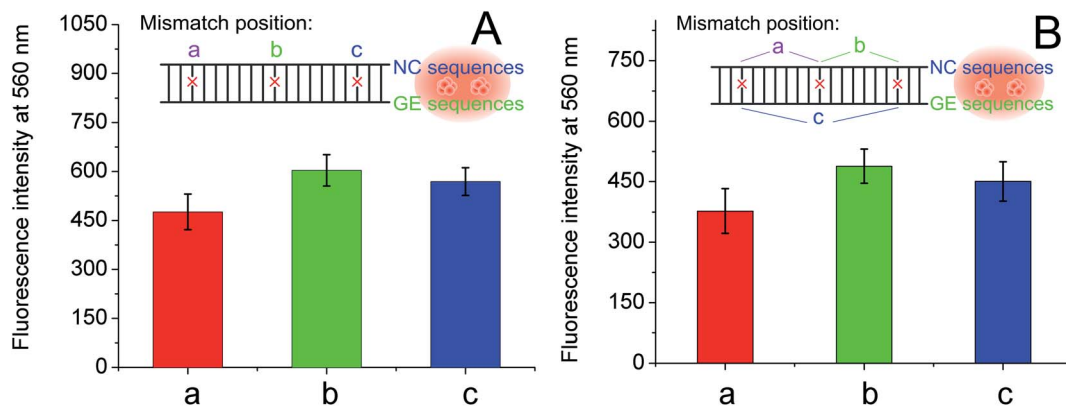 Mismatch position:
A
a b c
NC sequences
GE sequences
Fluorescence intensity at 560 nm
1050
900
750
600
450
300
150
0
a b c
Mismatch position:
B
a b
NC sequences
GE sequences
c
Fluorescence intensity at 560 nm
750
600
450
300
150
0
a b c